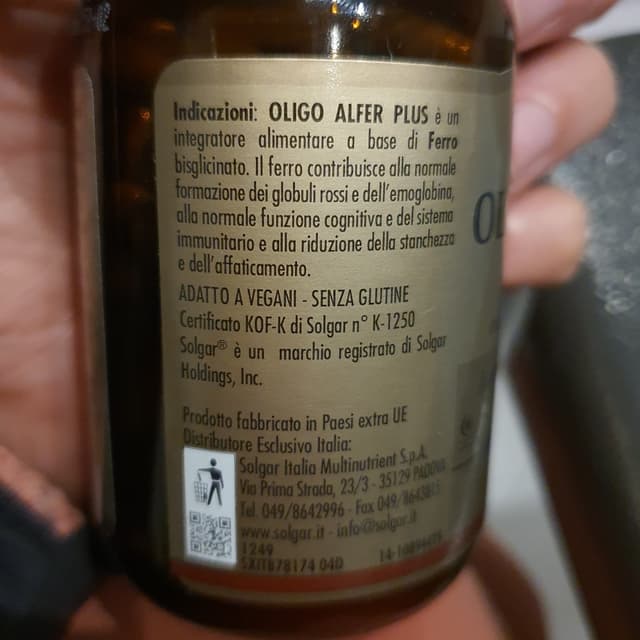 Indicazioni: OLIGO ALFER PLUS è un
integratore alimentare a base di Ferro
bisglicinato. Il ferro contribuisce alla normale
formazione dei globuli rossi e dell'emoglobina,
alla normale funzione cognitiva e del sistema
immunitario e alla riduzione della stanchezza
e dell'affaticamento.
ADATTO A VEGANI - SENZA GLUTINE
Certificato KOF-K di Solgar n° K-1250
Solgar® è un marchio registrato di Solgar
Holdings, Inc.
Prodotto fabbricato in Paesi extra UE
Distributore Esclusivo Italia:
Solgar Italia Multinutrient S.p.A.
Via Prima Strada, 23/3 - 35129 PADOVA
Tel. 049/8642996 - Fax
www.solgar.it - info@solgar.it
1249
SXITB78174 04D
OL